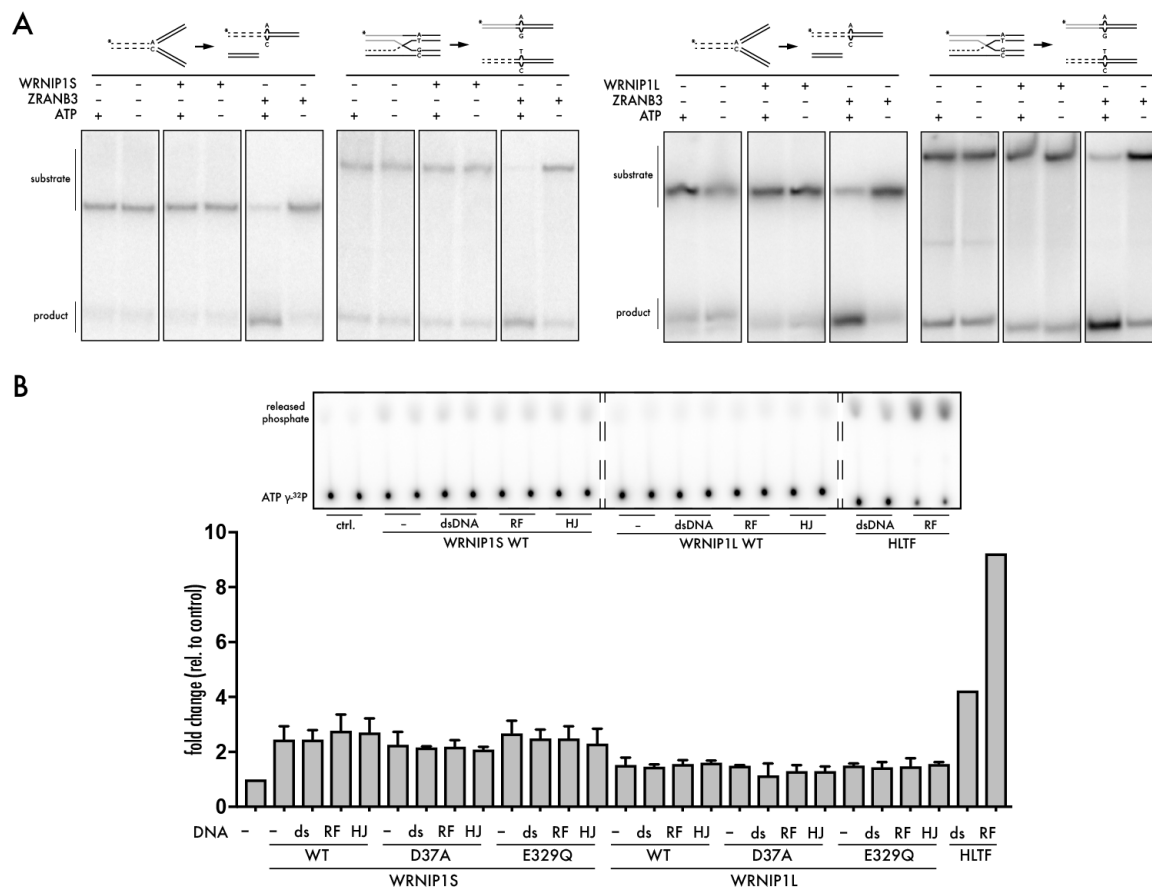 A
* A C * A C
* A T G C A G T C
* A C * A C
* A T G C A G T C
WRNIP1S – – + + – –
ZRANB3 – – – – + +
ATP + – + – + –
– – + + – –
– – – – + +
+ – + – + –
WRNIP1L – – + + – –
ZRANB3 – – – – + +
ATP + – + – + –
– – + + – –
– – – – + +
+ – + – + –
substrate
product
substrate
product
B
released
phosphate
ATP γ-³²P
ctrl. – dsDNA RF HJ – dsDNA RF HJ dsDNA RF
WRNIP1S WT WRNIP1L WT HLTF
fold change (rel. to control)
10
8
6
4
2
0
DNA – – ds RF HJ – ds RF HJ – ds RF HJ – ds RF HJ – ds RF HJ – ds RF HJ ds RF
WT D37A E329Q WT D37A E329Q HLTF
WRNIP1S WRNIP1L